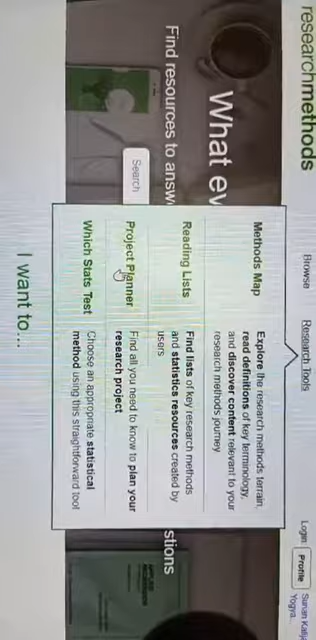 researchmethods
Browse
Research Tools
Login:
Profile
Sunan Kalij
Yogya.
What ev
Find resources to answ
stions
Search
Methods Map
Explore the research methods terrain,
read definitions of key terminology,
and discover content relevant to your
research methods journey
Reading Lists
Find lists of key research methods
and statistics resources created by
users
Project Planner
Find all you need to know to plan your
research project
Which Stats Test
Choose an appropriate statistical
method using this straightforward tool
I want to...